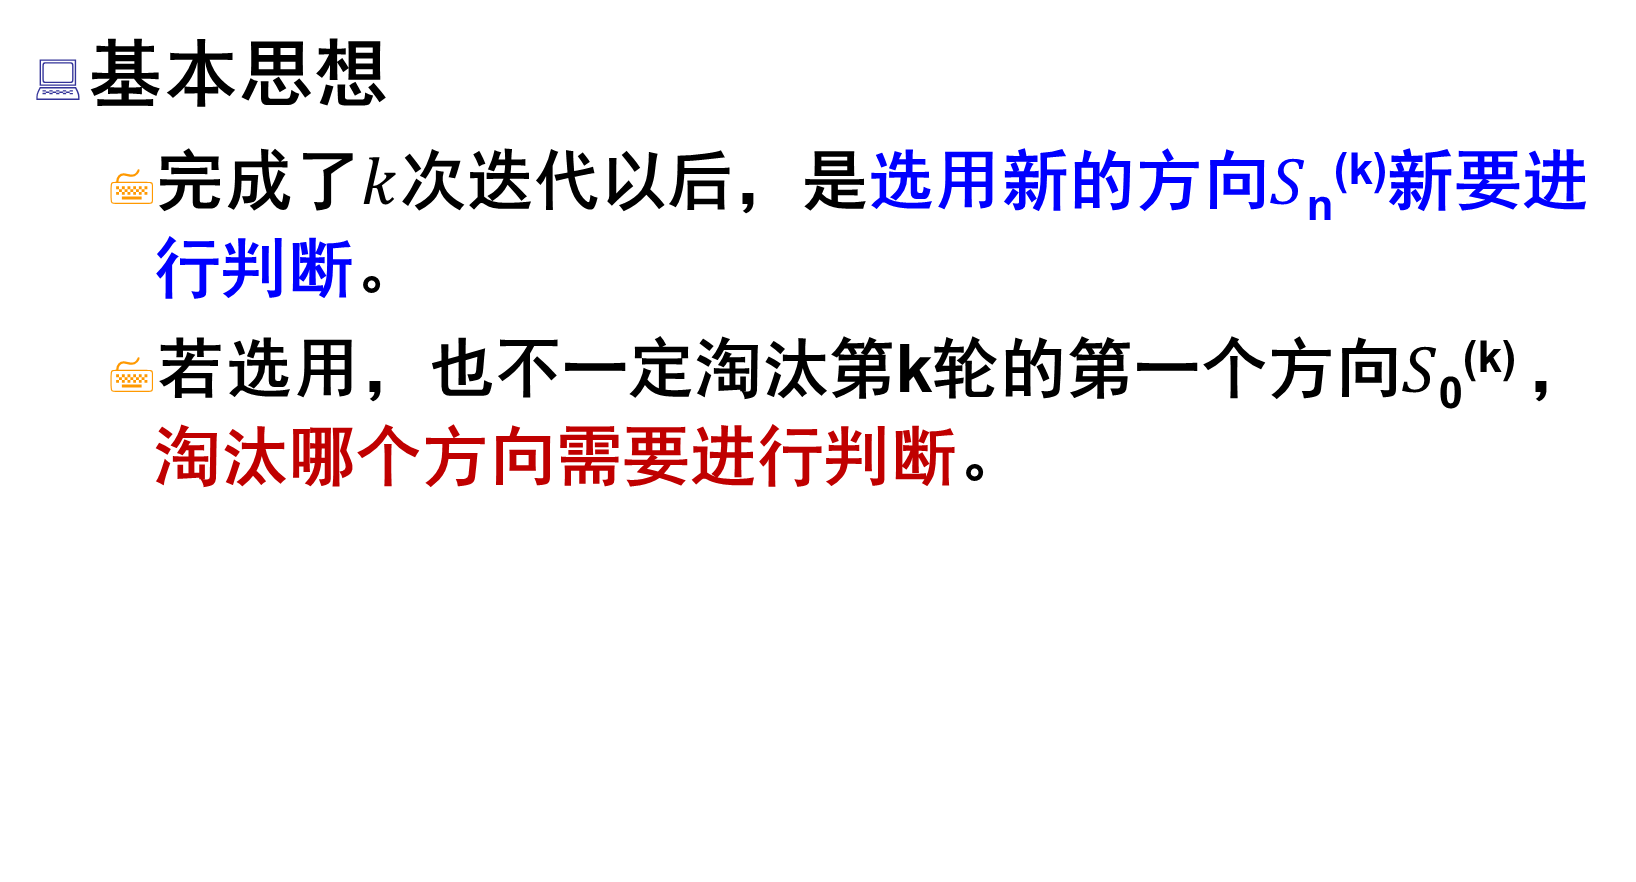 基本思想
完成了k次迭代以后，是选用新的方向Sn(k)新要进
行判断。
若选用，也不一定淘汰第k轮的第一个方向S0(k)，
淘汰哪个方向需要进行判断。